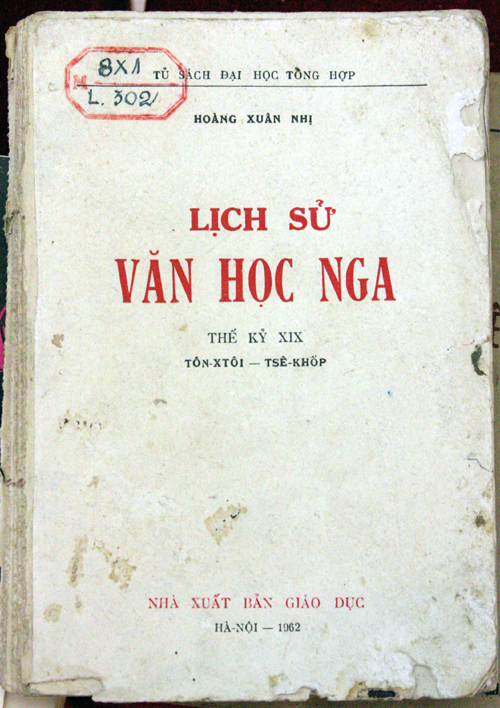 8X1
L. 302
TỦ SÁCH ĐẠI HỌC TỔNG HỢP
HOÀNG XUÂN NHỊ
LỊCH SỬ
VĂN HỌC NGA
THẾ KỶ XIX
TÔN-XTÔI — TSÊ-KHỐP
NHÀ XUẤT BẢN GIÁO DỤC
HÀ-NỘI — 1962